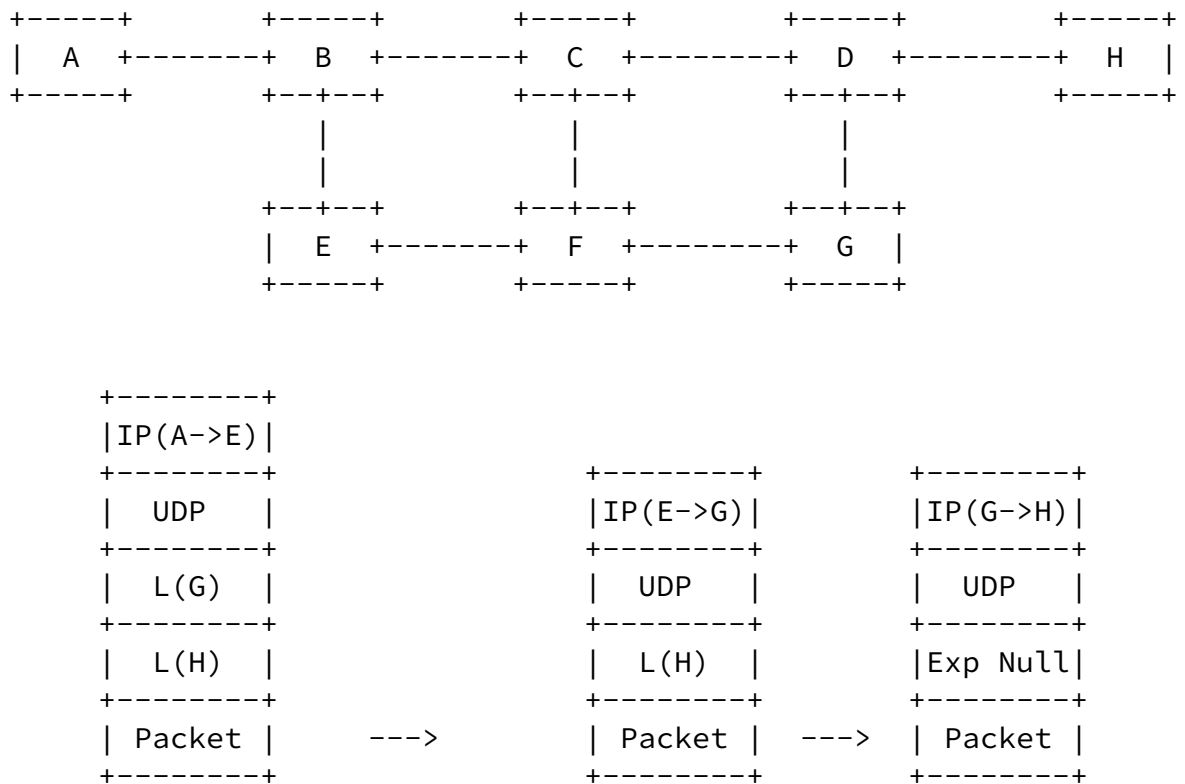 A B C D H
E F G
IP(A->E)
UDP IP(E->G) IP(G->H)
L(G) UDP UDP
L(H) L(H) Exp Null
Packet ---> Packet ---> Packet